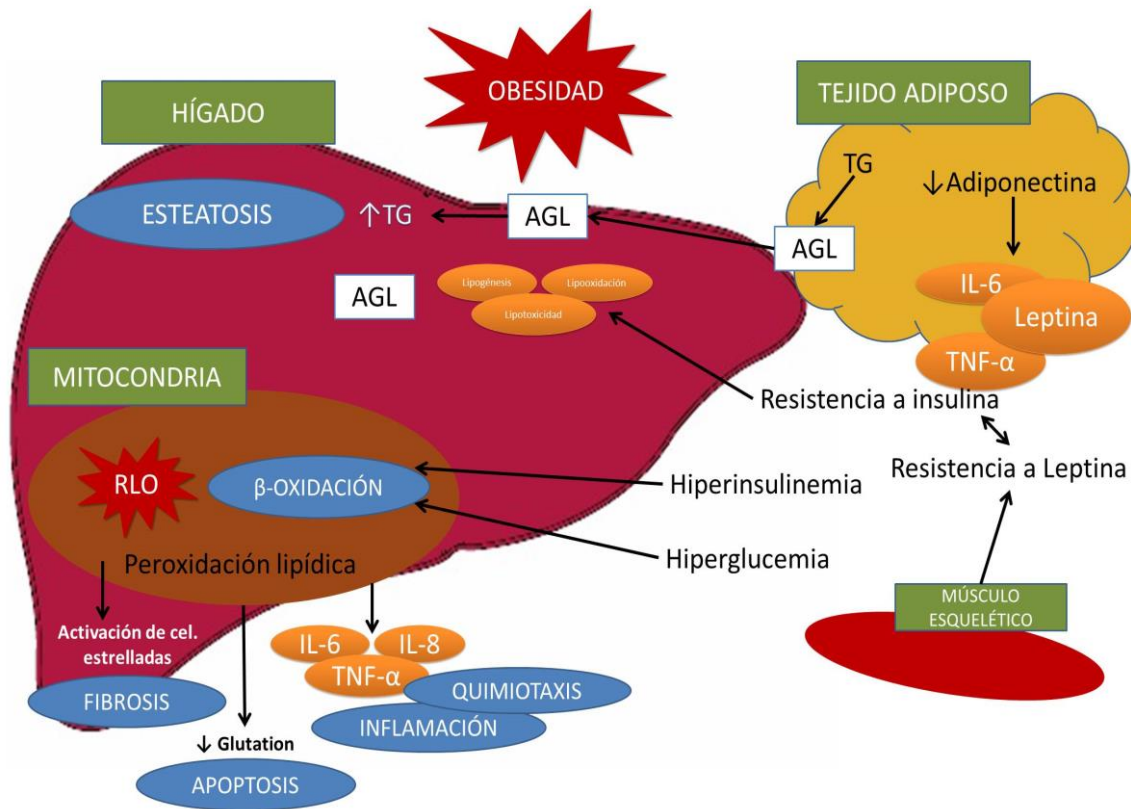 OBESIDAD
HÍGADO
TEJIDO ADIPOSO
TG
↓ Adiponectina
ESTEATOSIS
↑TG
AGL
AGL
AGL
Lipogénesis
Lipooxidación
Lipotoxicidad
IL-6
Leptina
TNF-α
MITOCONDRIA
Resistencia a insulina
Resistencia a Leptina
RLO
β-OXIDACIÓN
Hiperinsulinemia
Hiperglucemia
Peroxidación lipídica
MÚSCULO
ESQUELÉTICO
Activación de cel.
estrelladas
FIBROSIS
IL-6
IL-8
TNF-α
QUIMIOTAXIS
INFLAMACIÓN
↓ Glutation
APOPTOSIS